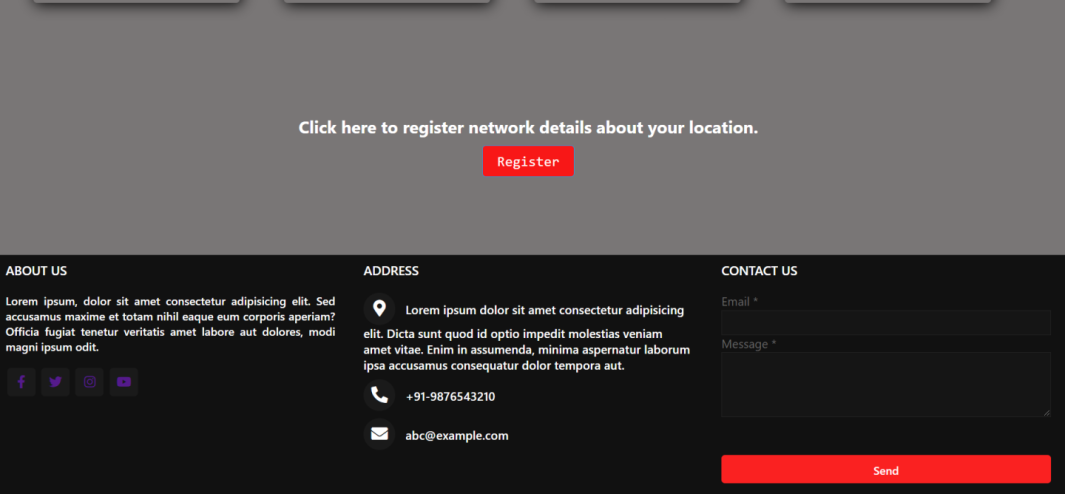 Click here to register network details about your location.
Register
ABOUT US
Lorem ipsum, dolor sit amet consectetur adipisicing elit. Sed
accusamus maxime et totam nihil eaque eum corporis aperiam?
Officia fugiat tenetur veritatis amet labore aut dolores, modi
magni ipsum odit.
ADDRESS
Lorem ipsum dolor sit amet consectetur adipisicing
elit. Dicta sunt quod id optio impedit molestias veniam
amet vitae. Enim in assumenda, minima aspernatur laborum
ipsa accusamus consequatur dolor tempora aut.
+91-9876543210
abc@example.com
CONTACT US
Email *
Message *
Send